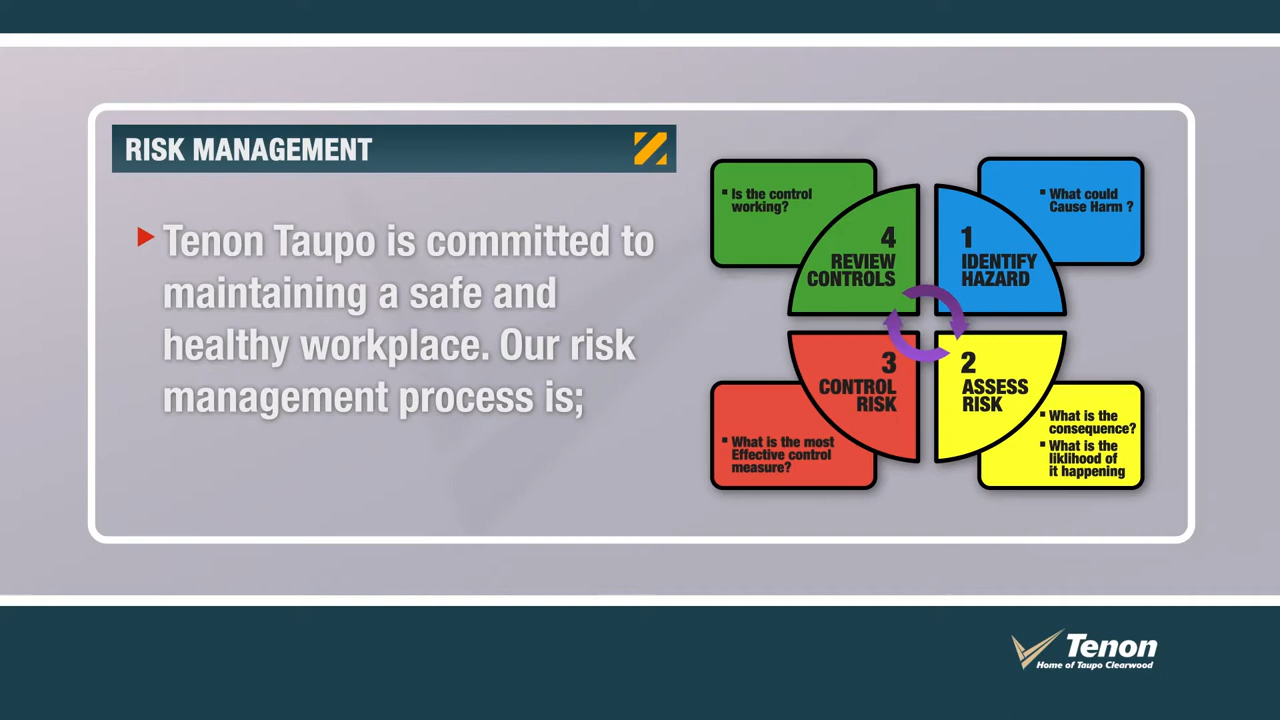 RISK MANAGEMENT
Tenon Taupo is committed to
maintaining a safe and
healthy workplace. Our risk
management process is;
▪ Is the control
working?
4
REVIEW
CONTROLS
▪ What could
Cause Harm ?
1
IDENTIFY
HAZARD
3
CONTROL
RISK
▪ What is the most
Effective control
measure?
2
ASSESS
RISK
▪ What is the
consequence?
▪ What is the
liklihood of
it happening
Tenon
Home of Taupo Clearwood